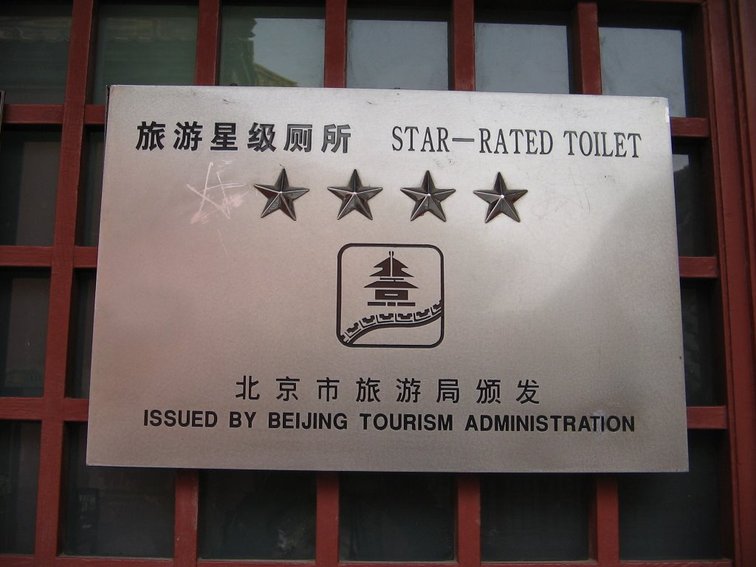 旅游星级厕所 STAR-RATED TOILET
北京市旅游局颁发
ISSUED BY BEIJING TOURISM ADMINISTRATION